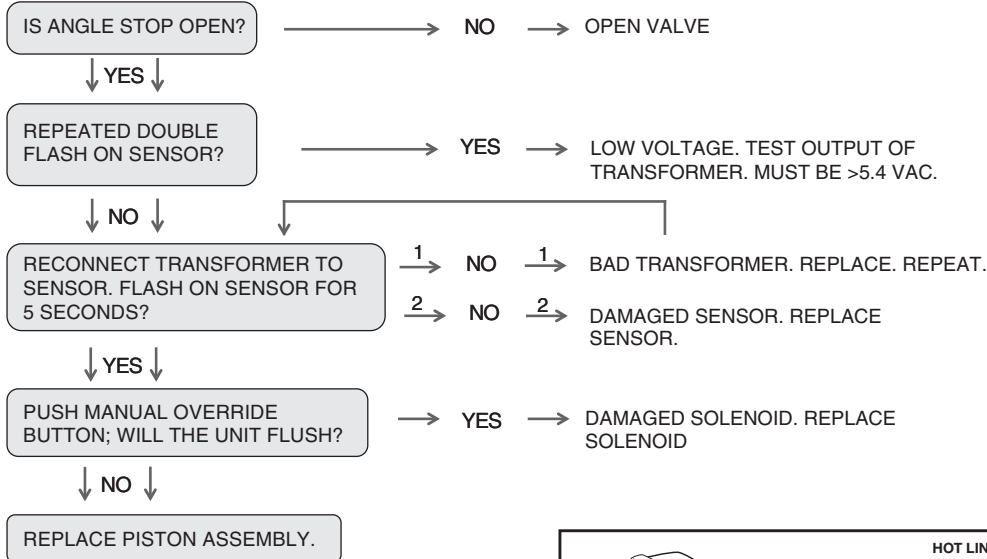 IS ANGLE STOP OPEN?
NO
OPEN VALVE
YES
REPEATED DOUBLE
FLASH ON SENSOR?
YES
LOW VOLTAGE. TEST OUTPUT OF
TRANSFORMER. MUST BE >5.4 VAC.
NO
RECONNECT TRANSFORMER TO
SENSOR. FLASH ON SENSOR FOR
5 SECONDS?
1
NO
1
BAD TRANSFORMER. REPLACE. REPEAT.
2
NO
2
DAMAGED SENSOR. REPLACE
SENSOR.
YES
PUSH MANUAL OVERRIDE
BUTTON; WILL THE UNIT FLUSH?
YES
DAMAGED SOLENOID. REPLACE
SOLENOID
NO
REPLACE PISTON ASSEMBLY.
HOT LIN